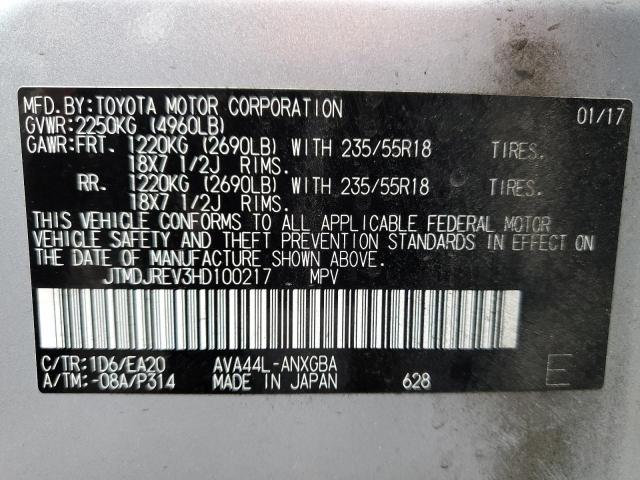 MFD.BY:TOYOTA MOTOR CORPORATION 01/17
GVWR:2250KG (4960LB)
GAWR:FRT. 1220KG (2690LB) WITH 235/55R18 TIRES.
18X7 1/2J RIMS.
RR. 1220KG (2690LB) WITH 235/55R18 TIRES.
18X7 1/2J RIMS.
THIS VEHICLE CONFORMS TO ALL APPLICABLE FEDERAL MOTOR
VEHICLE SAFETY AND THEFT PREVENTION STANDARDS IN EFFECT ON
THE DATE OF MANUFACTURE SHOWN ABOVE.
JTMDJREV3HD100217 MPV
C/TR:1D6/EA20 AVA44L-ANXGBA
A/TM:-08A/P314 MADE IN JAPAN 628 E